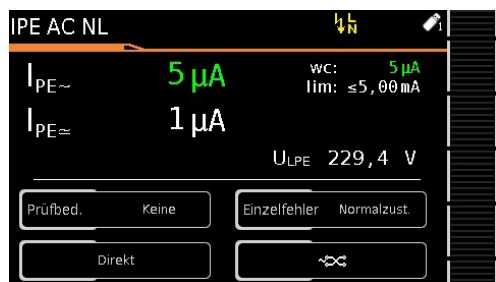 IPE AC NL L N 1
IPE~ 5 µA wc: 5 µA
lim: ≤5,00 mA
IPE≃ 1 µA
ULPE 229,4 V
Prüfbed. Keine Einzelfehler Normalzust.
Direkt